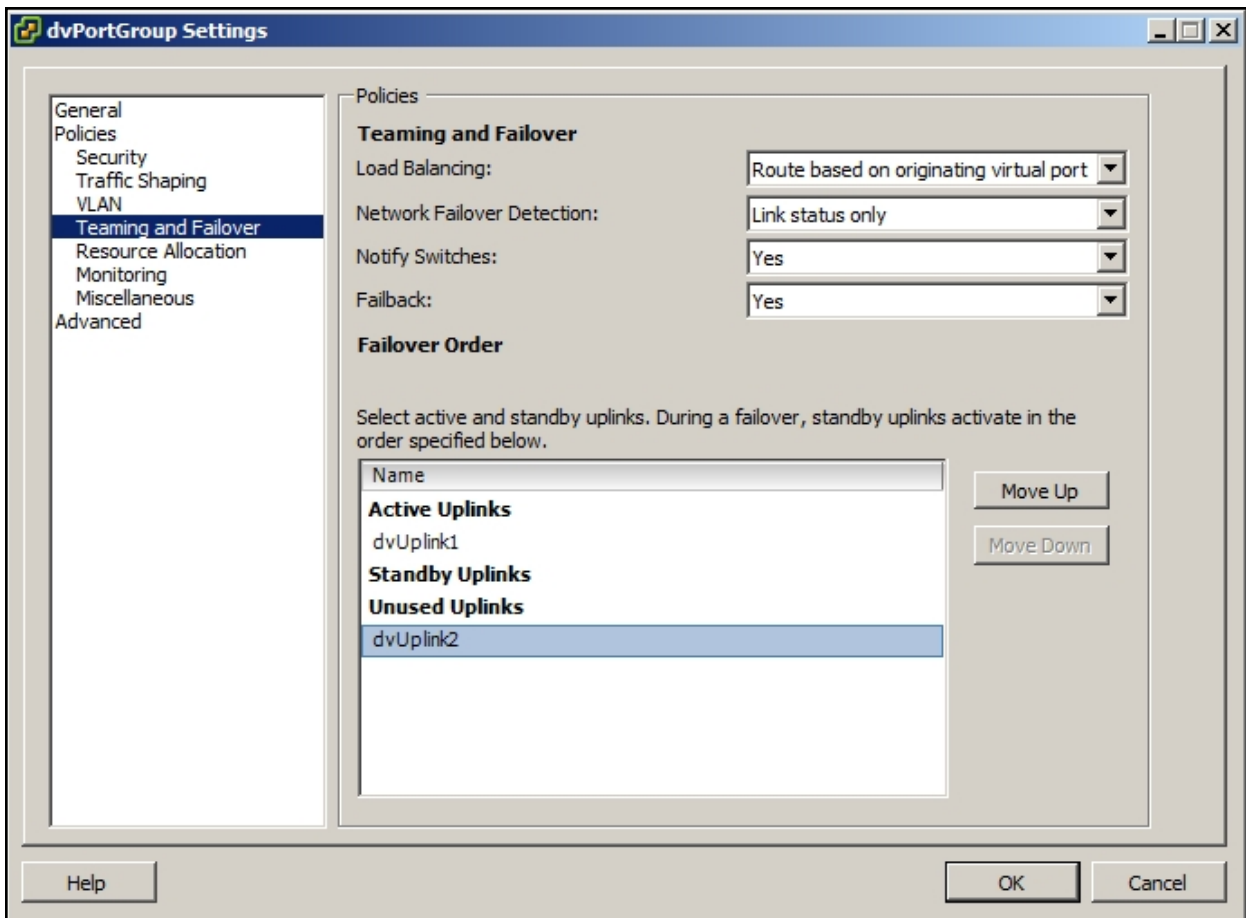 dvPortGroup Settings
General
Policies
Security
Traffic Shaping
VLAN
Teaming and Failover
Resource Allocation
Monitoring
Miscellaneous
Advanced
Policies
Teaming and Failover
Load Balancing:
Route based on originating virtual port
Network Failover Detection:
Link status only
Notify Switches:
Yes
Failback:
Yes
Failover Order
Select active and standby uplinks. During a failover, standby uplinks activate in the
order specified below.
Name
Active Uplinks
dvUplink1
Standby Uplinks
Unused Uplinks
dvUplink2
Move Up
Move Down
Help
OK
Cancel